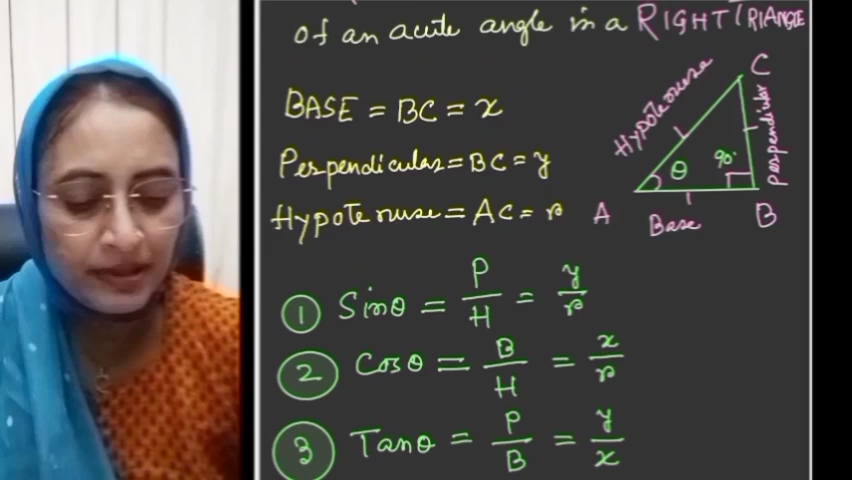 of an acute angle in a RIGHT TRIANGLE
BASE = BC = x
Perpendicular = BC = y
Hypotenuse = AC = r
C
Hypotenuse
Perpendicular
θ
90°
A
Base
B
① Sinθ = P/H = y/r
② Cosθ = B/H = x/r
③ Tanθ = P/B = y/x